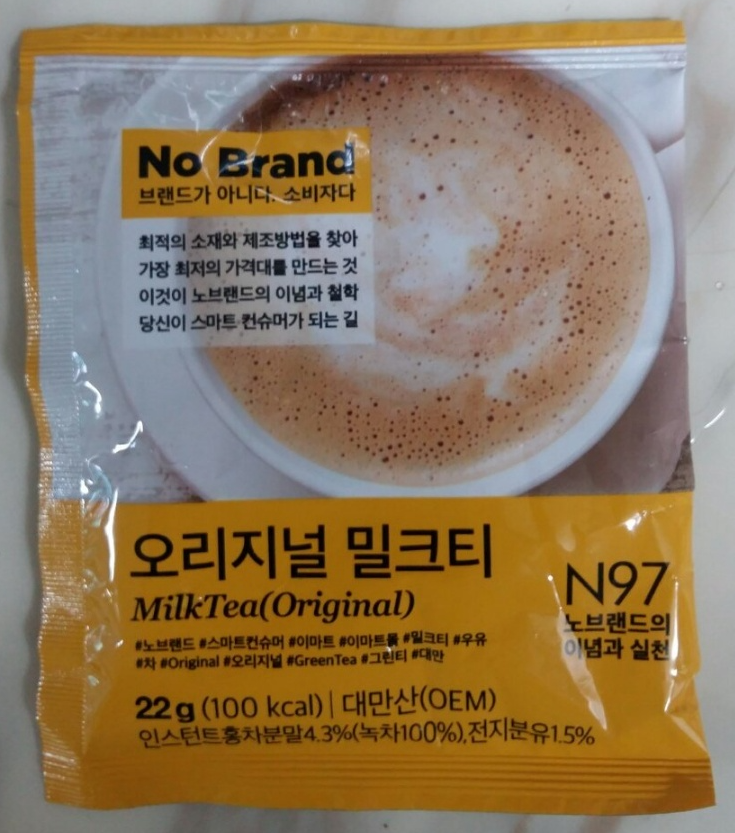 No Brand
브랜드가 아니다. 소비자다
최적의 소재와 제조방법을 찾아
가장 최저의 가격대를 만드는 것
이것이 노브랜드의 이념과 철학
당신이 스마트 컨슈머가 되는 길
오리지널 밀크티
MilkTea(Original)
N97
노브랜드의
이념과 실천
#노브랜드 #스마트컨슈머 #이마트 #이마트몰 #밀크티 #우유
#차 #Original #오리지널 #GreenTea #그린티 #대만
22g (100 kcal) | 대만산(OEM)
인스턴트홍차분말4.3%(녹차100%),전지분유1.5%